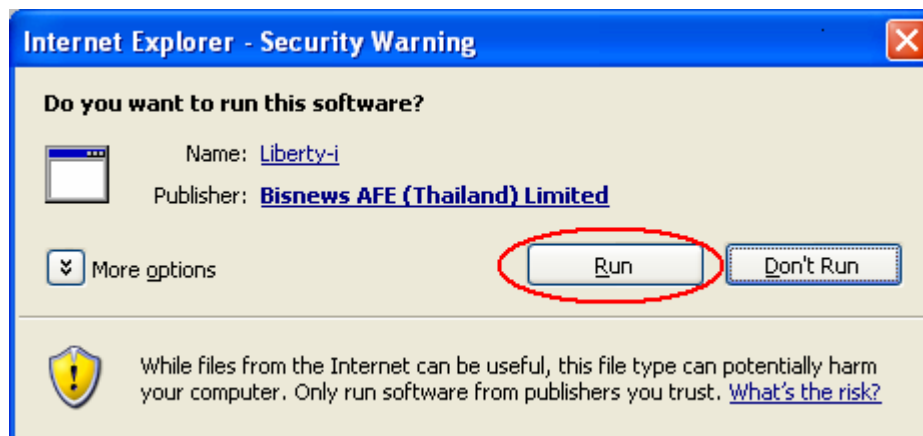 Internet Explorer - Security Warning
Do you want to run this software?
Name: Liberty-i
Publisher: Bisnews AFE (Thailand) Limited
More options
Run
Don't Run
While files from the Internet can be useful, this file type can potentially harm
your computer. Only run software from publishers you trust. What's the risk?